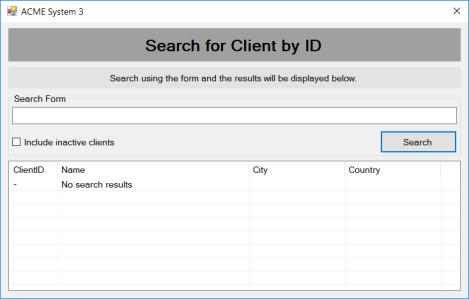 ACME System 3
Search for Client by ID
Search using the form and the results will be displayed below.
Search Form
Include inactive clients
Search
ClientID Name City Country
- No search results